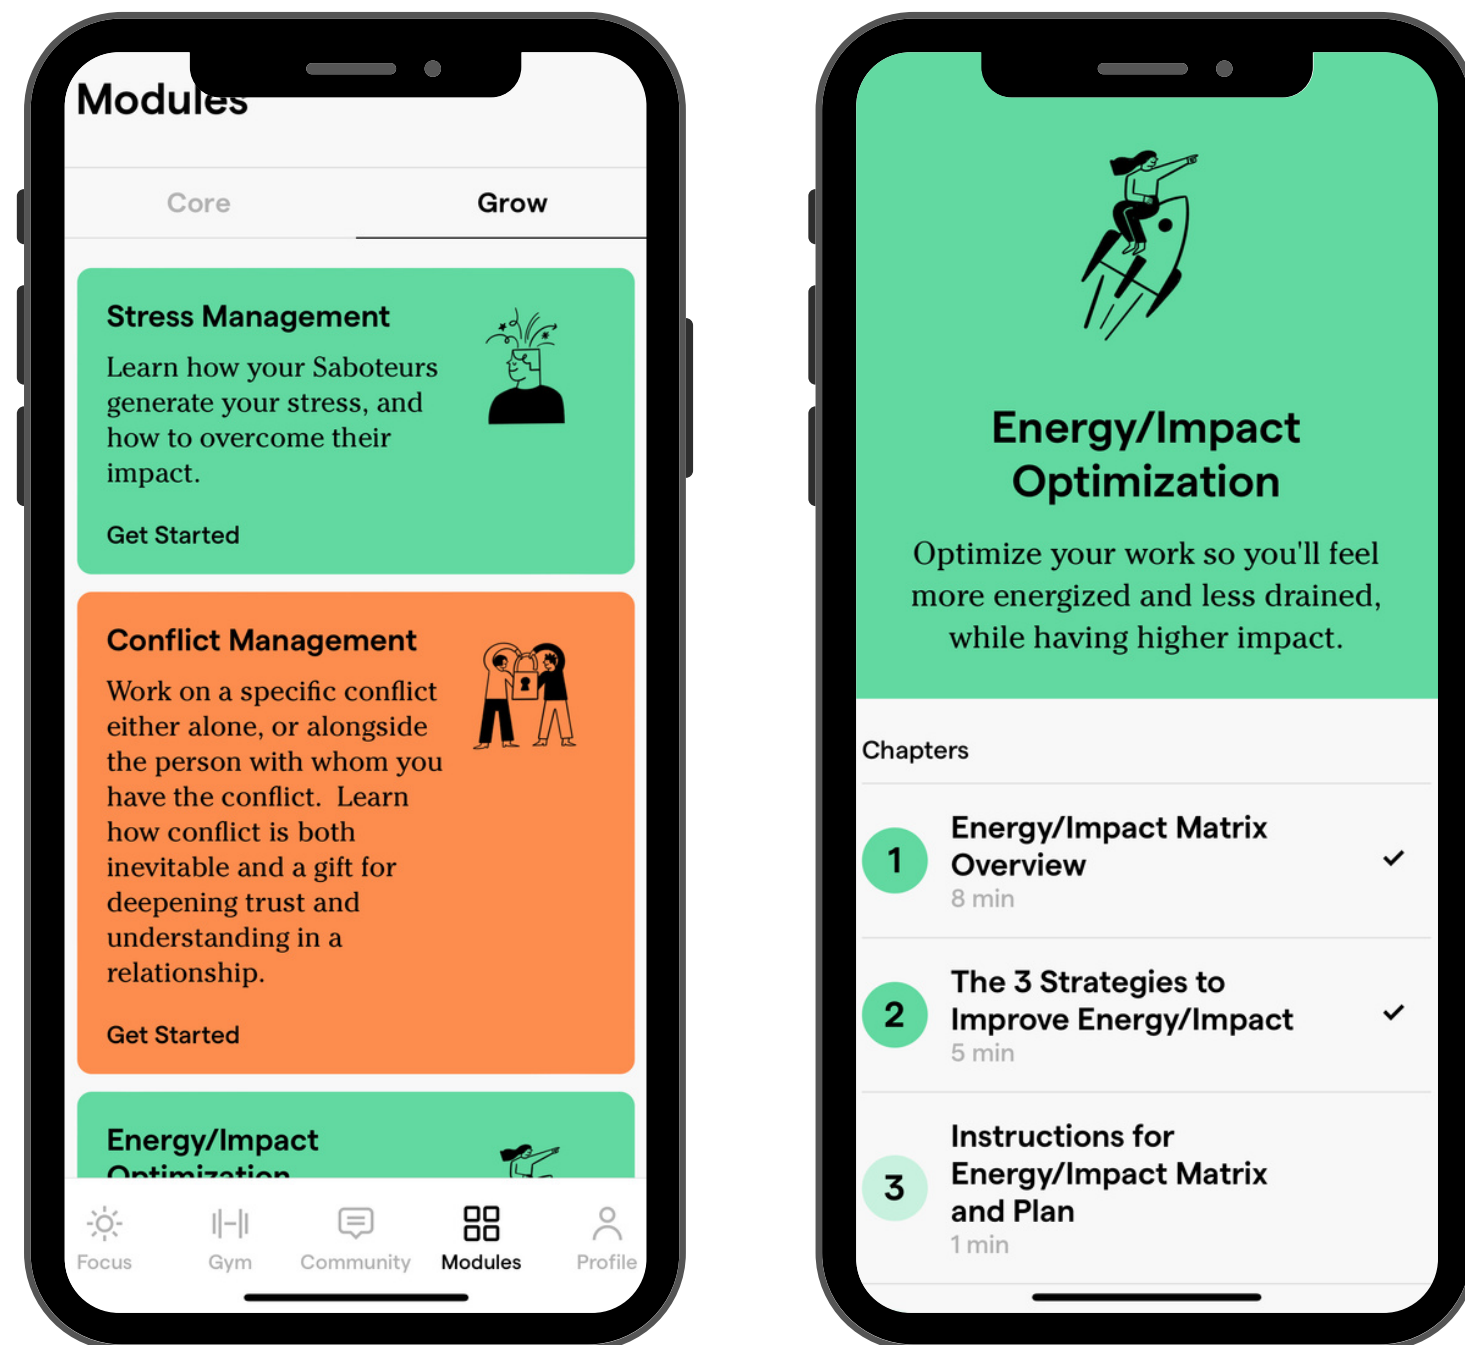 Modules
Core
Grow
Stress Management
Learn how your Saboteurs
generate your stress, and
how to overcome their
impact.
Get Started
Conflict Management
Work on a specific conflict
either alone, or alongside
the person with whom you
have the conflict.  Learn
how conflict is both
inevitable and a gift for
deepening trust and
understanding in a
relationship.
Get Started
Energy/Impact
Optimization
Focus
Gym
Community
Modules
Profile
Energy/Impact
Optimization
Optimize your work so you'll feel
more energized and less drained,
while having higher impact.
Chapters
1
Energy/Impact Matrix
Overview
8 min
2
The 3 Strategies to
Improve Energy/Impact
5 min
3
Instructions for
Energy/Impact Matrix
and Plan
1 min